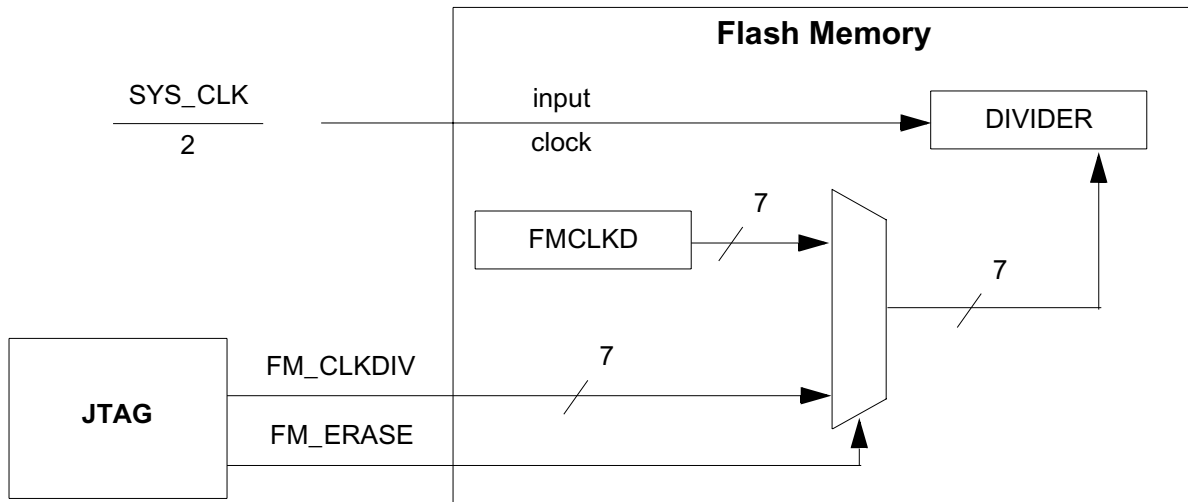 Flash Memory
SYS_CLK
2
input
clock
DIVIDER
7
FMCLKD
7
7
FM_CLKDIV
JTAG
FM_ERASE